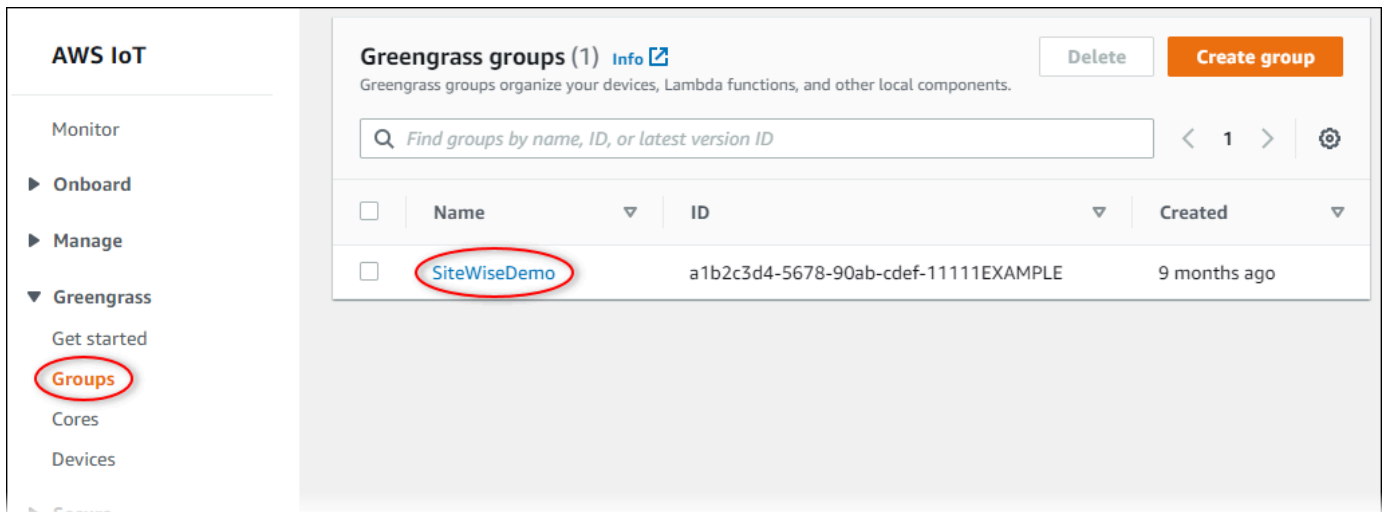 AWS IoT
Monitor
Onboard
Manage
Greengrass
Get started
Groups
Cores
Devices
Greengrass groups (1) Info
Delete
Create group
Greengrass groups organize your devices, Lambda functions, and other local components.
Find groups by name, ID, or latest version ID
1
Name ID Created
SiteWiseDemo a1b2c3d4-5678-90ab-cdef-11111EXAMPLE 9 months ago